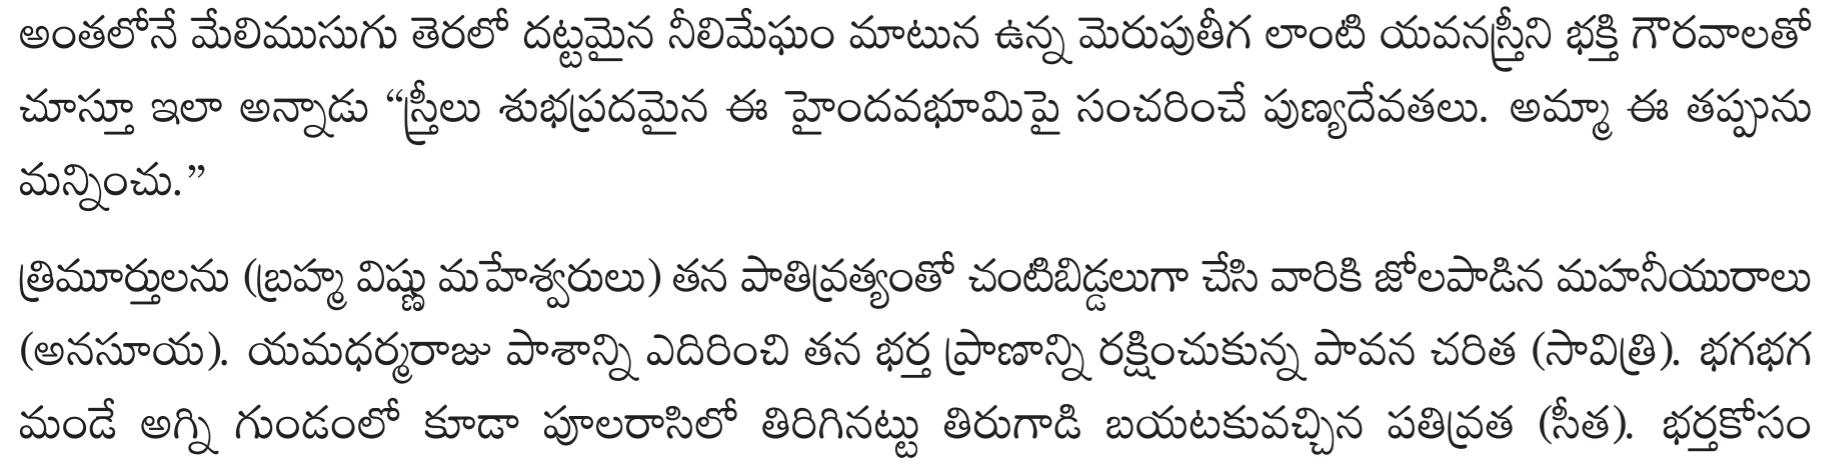 అంతలోనే మేలిముసుగు తెరలో దట్టమైన నీలిమేఘం మాటున ఉన్న మెరుపుతీగ లాంటి యవనస్త్రీని భక్తి గౌరవాలతో
చూస్తూ ఇలా అన్నాడు “స్త్రీలు శుభప్రదమైన ఈ హైందవభూమిపై సంచరించే పుణ్యదేవతలు. అమ్మా ఈ తప్పును
మన్నించు.”
త్రిమూర్తులను (బ్రహ్మ విష్ణు మహేశ్వరులు) తన పాతివ్రత్యంతో చంటిబిడ్డలుగా చేసి వారికి జోలపాడిన మహనీయురాలు
(అనసూయ). యమధర్మరాజు పాశాన్ని ఎదిరించి తన భర్త ప్రాణాన్ని రక్షించుకున్న పావన చరిత (సావిత్రి). భగభగ
మండే అగ్ని గుండంలో కూడా పూలరాసిలో తిరిగినట్టు తిరుగాడి బయటకువచ్చిన పతివ్రత (సీత). భర్తకోసం